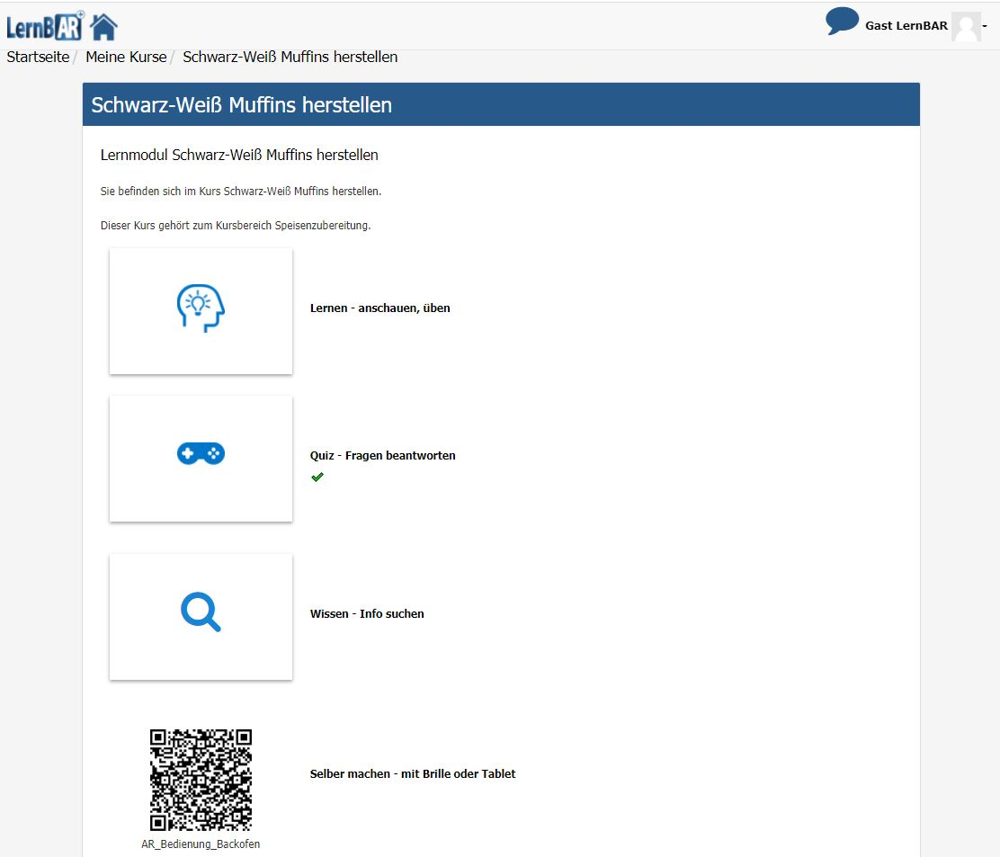 LernBAR+
Gast LernBAR
Startseite / Meine Kurse / Schwarz-Weiß Muffins herstellen
Schwarz-Weiß Muffins herstellen
Lernmodul Schwarz-Weiß Muffins herstellen
Sie befinden sich im Kurs Schwarz-Weiß Muffins herstellen.
Dieser Kurs gehört zum Kursbereich Speisenzubereitung.
Lernen - anschauen, üben
Quiz - Fragen beantworten
Wissen - Info suchen
Selber machen - mit Brille oder Tablet
AR_Bedienung_Backofen